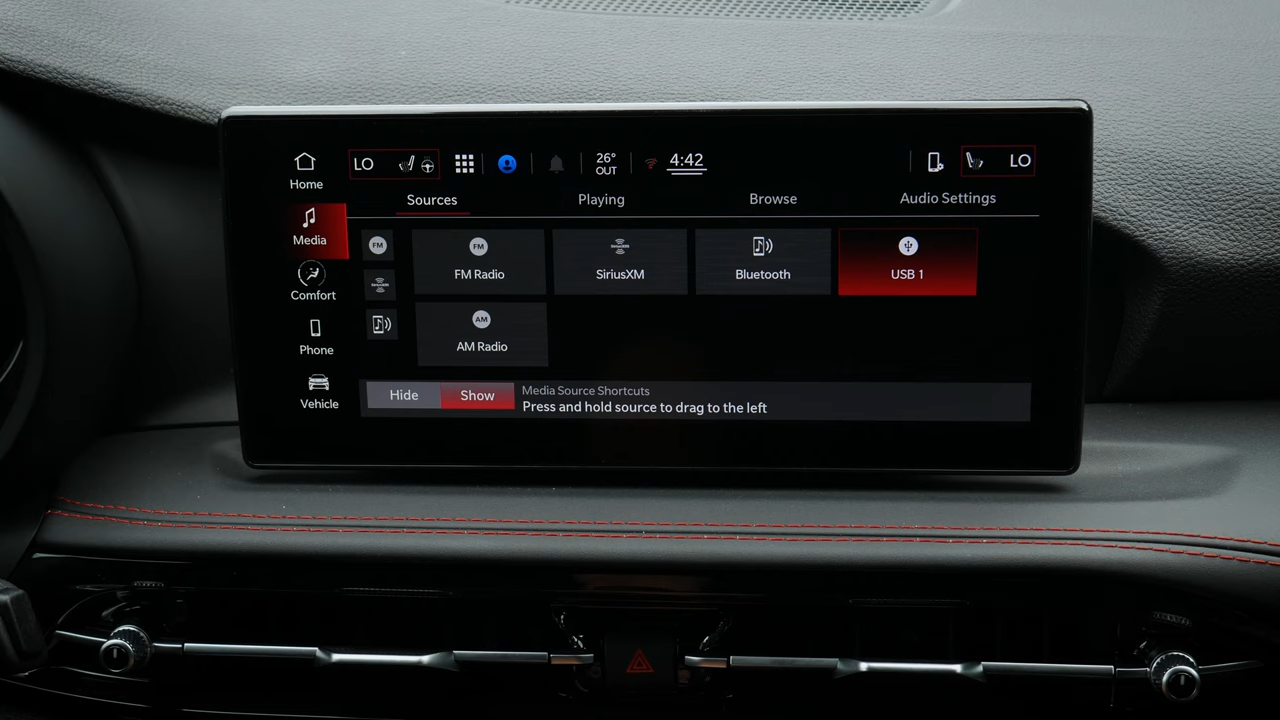 Home
LO
26°
OUT
4:42
LO
Sources
Playing
Browse
Audio Settings
Media
FM
FM
FM Radio
SiriusXM
SiriusXM
Bluetooth
USB 1
Comfort
AM
AM Radio
Phone
Vehicle
Hide
Show
Media Source Shortcuts
Press and hold source to drag to the left